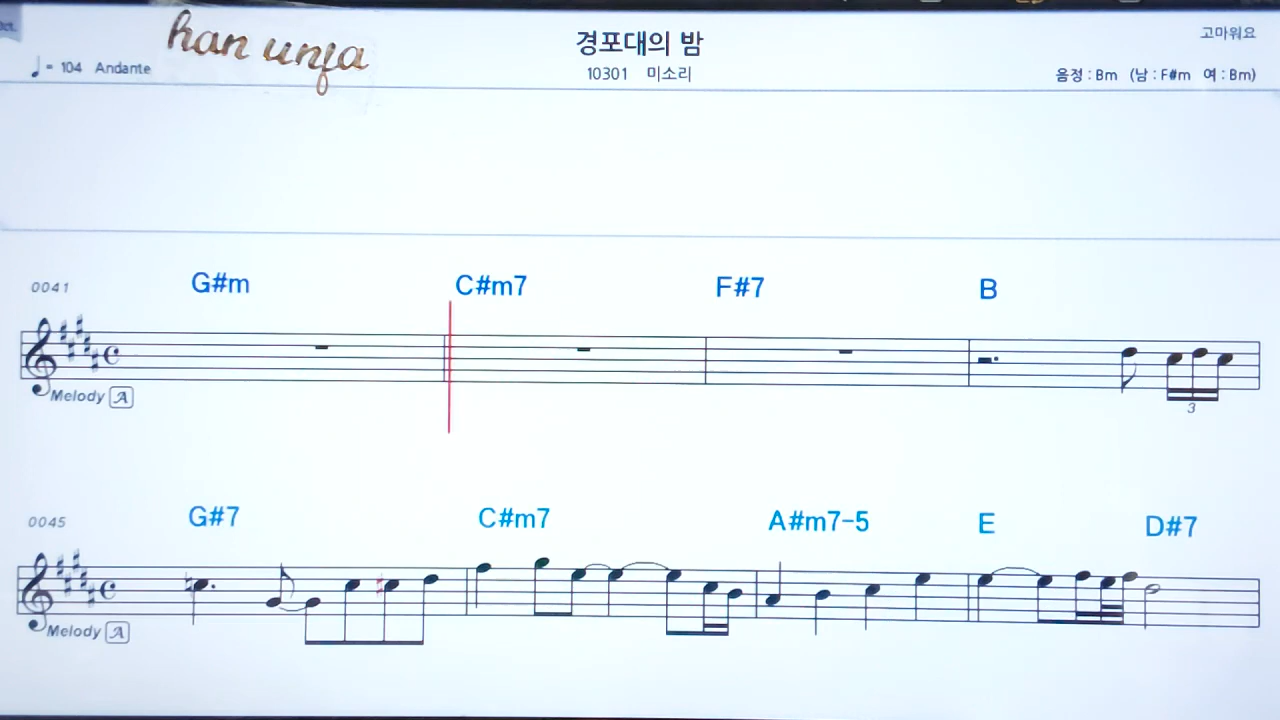 han unja
경포대의 밤
고마워요
♩= 104 Andante
10301 미소리
음정 : Bm (남 : F#m 여 : Bm)
0041 G#m C#m7 F#7 B
Melody A
3
0045 G#7 C#m7 A#m7-5 E D#7
Melody A